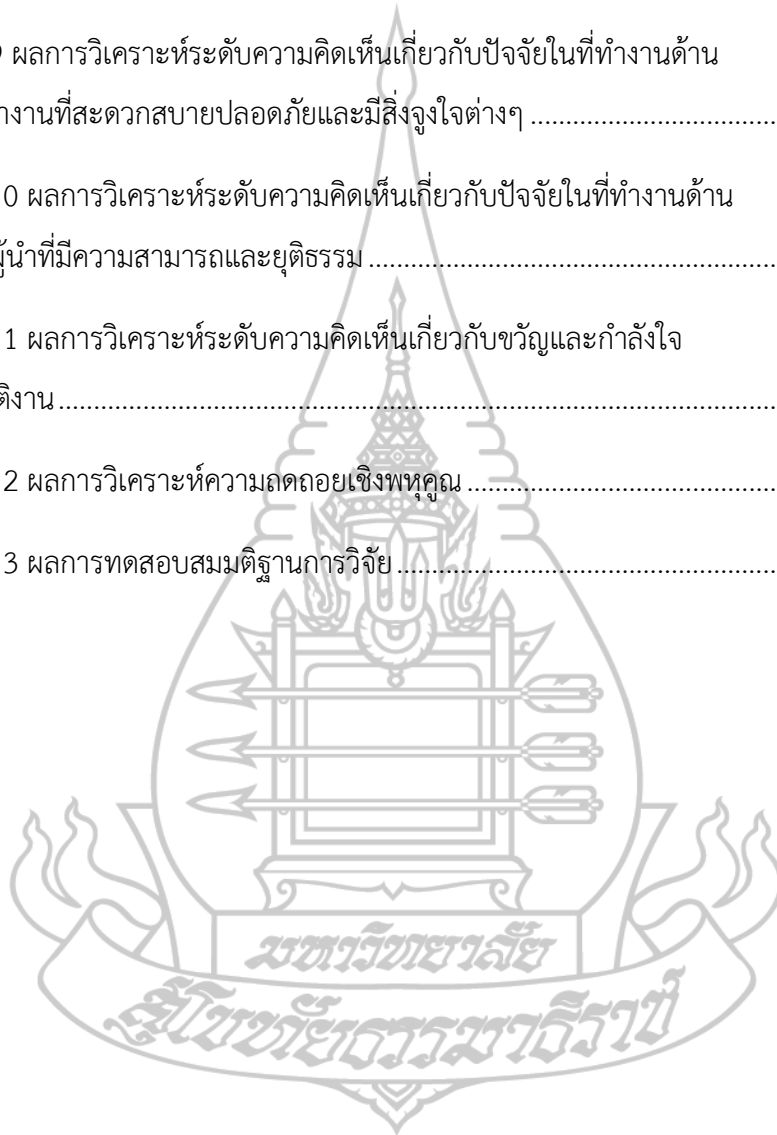 ผลการวิเคราะห์ระดับความคิดเห็นเกี่ยวกับปัจจัยในที่ทำงานด้าน
ทำงานที่สะดวกสบายปลอดภัยและมีสิ่งจูงใจต่างๆ ....................................
0 ผลการวิเคราะห์ระดับความคิดเห็นเกี่ยวกับปัจจัยในที่ทำงานด้าน
ผู้นำที่มีความสามารถและยุติธรรม ............................................................
1 ผลการวิเคราะห์ระดับความคิดเห็นเกี่ยวกับขวัญและกำลังใจ
ติงาน ........................................................................................................
2 ผลการวิเคราะห์ความถดถอยเชิงพหุคูณ .............................................
3 ผลการทดสอบสมมติฐานการวิจัย ........................................................
มหาวิทยาลัย
สุโขทัยธรรมาธิราช